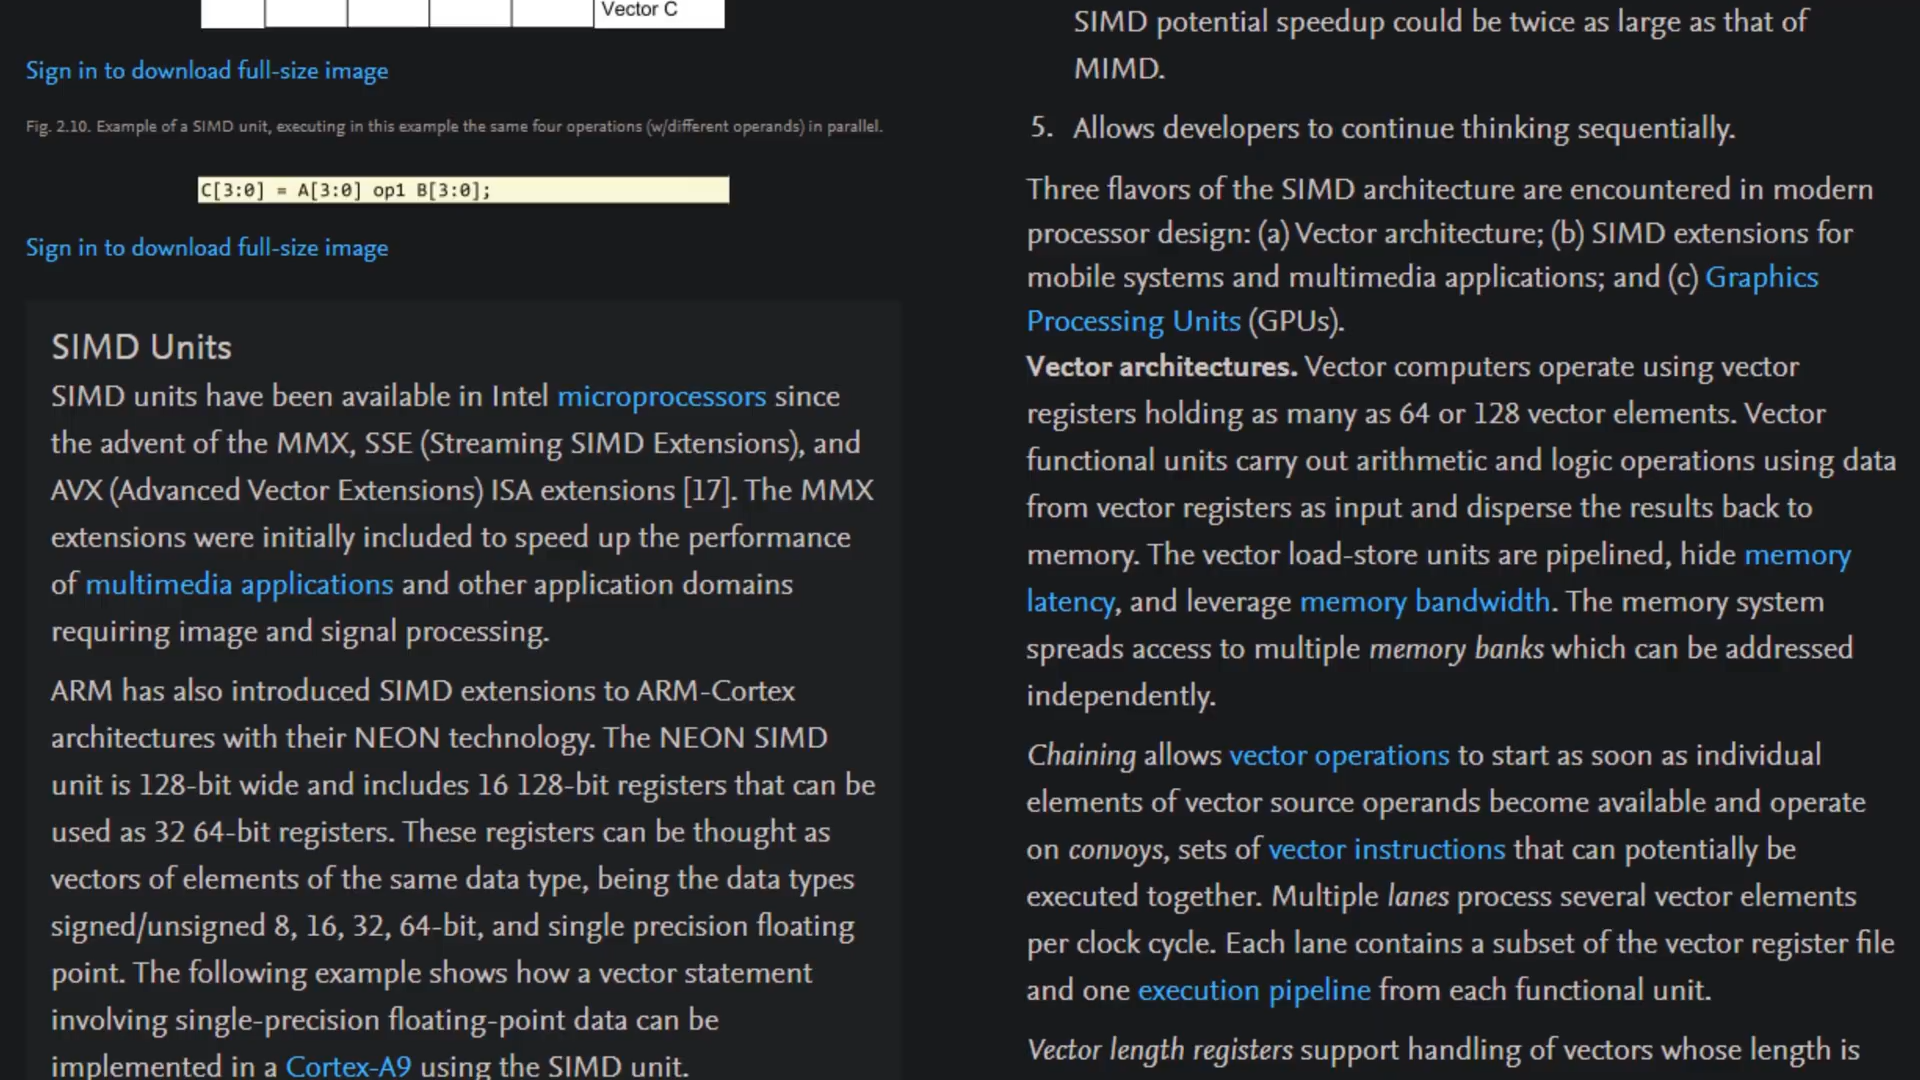 Vector C
Sign in to download full-size image
Fig. 2.10. Example of a SIMD unit, executing in this example the same four operations (w/different operands) in parallel.
C[3:0] = A[3:0] op1 B[3:0];
Sign in to download full-size image
SIMD Units
SIMD units have been available in Intel microprocessors since
the advent of the MMX, SSE (Streaming SIMD Extensions), and
AVX (Advanced Vector Extensions) ISA extensions [17]. The MMX
extensions were initially included to speed up the performance
of multimedia applications and other application domains
requiring image and signal processing.
ARM has also introduced SIMD extensions to ARM-Cortex
architectures with their NEON technology. The NEON SIMD
unit is 128-bit wide and includes 16 128-bit registers that can be
used as 32 64-bit registers. These registers can be thought as
vectors of elements of the same data type, being the data types
signed/unsigned 8, 16, 32, 64-bit, and single precision floating
point. The following example shows how a vector statement
involving single-precision floating-point data can be
implemented in a Cortex-A9 using the SIMD unit.
SIMD potential speedup could be twice as large as that of
MIMD.
5. Allows developers to continue thinking sequentially.
Three flavors of the SIMD architecture are encountered in modern
processor design: (a) Vector architecture; (b) SIMD extensions for
mobile systems and multimedia applications; and (c) Graphics
Processing Units (GPUs).
Vector architectures. Vector computers operate using vector
registers holding as many as 64 or 128 vector elements. Vector
functional units carry out arithmetic and logic operations using data
from vector registers as input and disperse the results back to
memory. The vector load-store units are pipelined, hide memory
latency, and leverage memory bandwidth. The memory system
spreads access to multiple memory banks which can be addressed
independently.
Chaining allows vector operations to start as soon as individual
elements of vector source operands become available and operate
on convoys, sets of vector instructions that can potentially be
executed together. Multiple lanes process several vector elements
per clock cycle. Each lane contains a subset of the vector register file
and one execution pipeline from each functional unit.
Vector length registers support handling of vectors whose length is